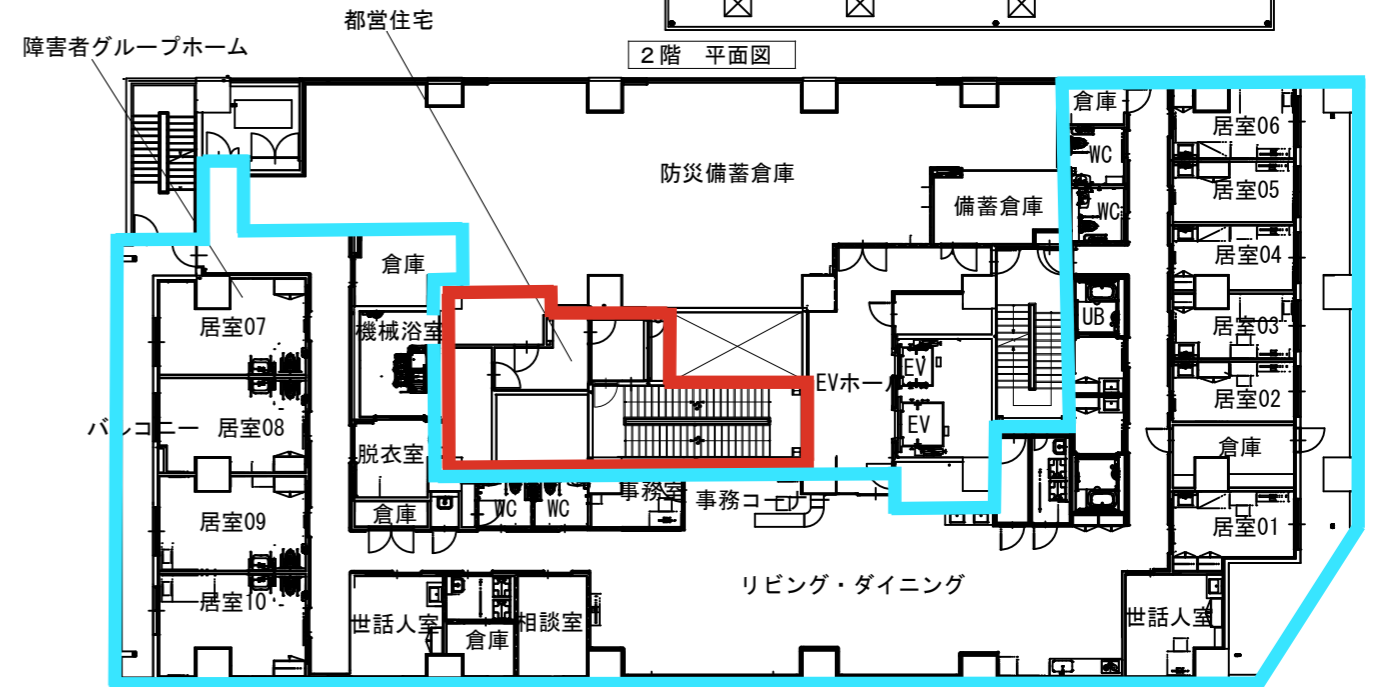 都営住宅
障害者グループホーム
２階　平面図
倉庫
居室06
WC
防災備蓄倉庫
居室05
備蓄倉庫
WC
居室04
倉庫
UB
居室03
居室07
機械浴室
EV
EVホール
居室02
EV
バルコニー
居室08
脱衣室
倉庫
事務室
事務コーナー
WC
WC
倉庫
居室09
居室01
リビング・ダイニング
居室10
世話人室
倉庫
相談室
世話人室